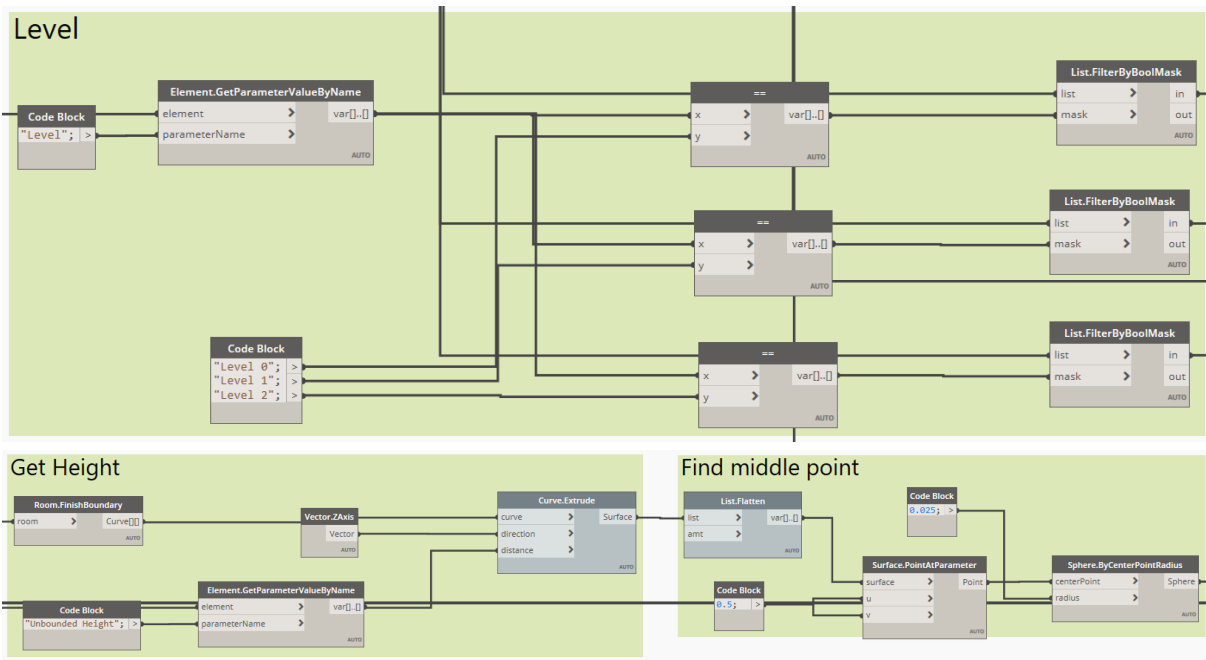 Level
Code Block
"Level"; >
Element.GetParameterValueByName
element > var[]..[]
parameterName >
AUTO
==
x > var[]..[]
y >
AUTO
List.FilterByBoolMask
list > in
mask > out
AUTO
==
x > var[]..[]
y >
AUTO
List.FilterByBoolMask
list > in
mask > out
AUTO
Code Block
"Level 0"; >
"Level 1"; >
"Level 2"; >
==
x > var[]..[]
y >
AUTO
List.FilterByBoolMask
list > in
mask > out
AUTO
Get Height
Room.FinishBoundary
room > Curve[][]
AUTO
Vector.ZAxis
Vector
AUTO
Curve.Extrude
curve > Surface
direction >
distance >
AUTO
Code Block
"Unbounded Height"; >
Element.GetParameterValueByName
element > var[]..[]
parameterName >
AUTO
Find middle point
List.Flatten
list > var[]..[]
amt >
AUTO
Code Block
0.025; >
Code Block
0.5; >
Surface.PointAtParameter
surface > Point
u >
v >
AUTO
Sphere.ByCenterPointRadius
centerPoint > Sphere
radius >
AUTO